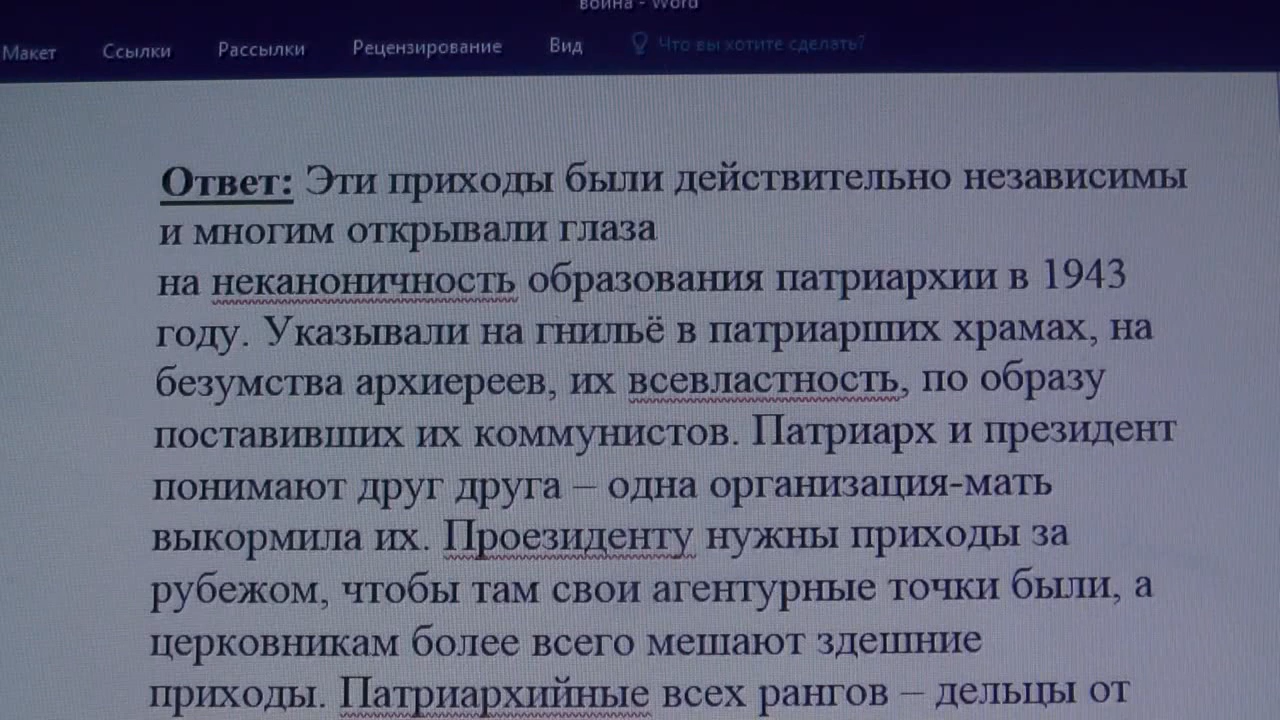 война - Word
Макет Ссылки Рассылки Рецензирование Вид Что вы хотите сделать?
Ответ: Эти приходы были действительно независимы
и многим открывали глаза
на неканоничность образования патриархии в 1943
году. Указывали на гнильё в патриарших храмах, на
безумства архиереев, их всевластность, по образу
поставивших их коммунистов. Патриарх и президент
понимают друг друга – одна организация-мать
выкормила их. Проезиденту нужны приходы за
рубежом, чтобы там свои агентурные точки были, а
церковникам более всего мешают здешние
приходы. Патриархийные всех рангов – дельцы от